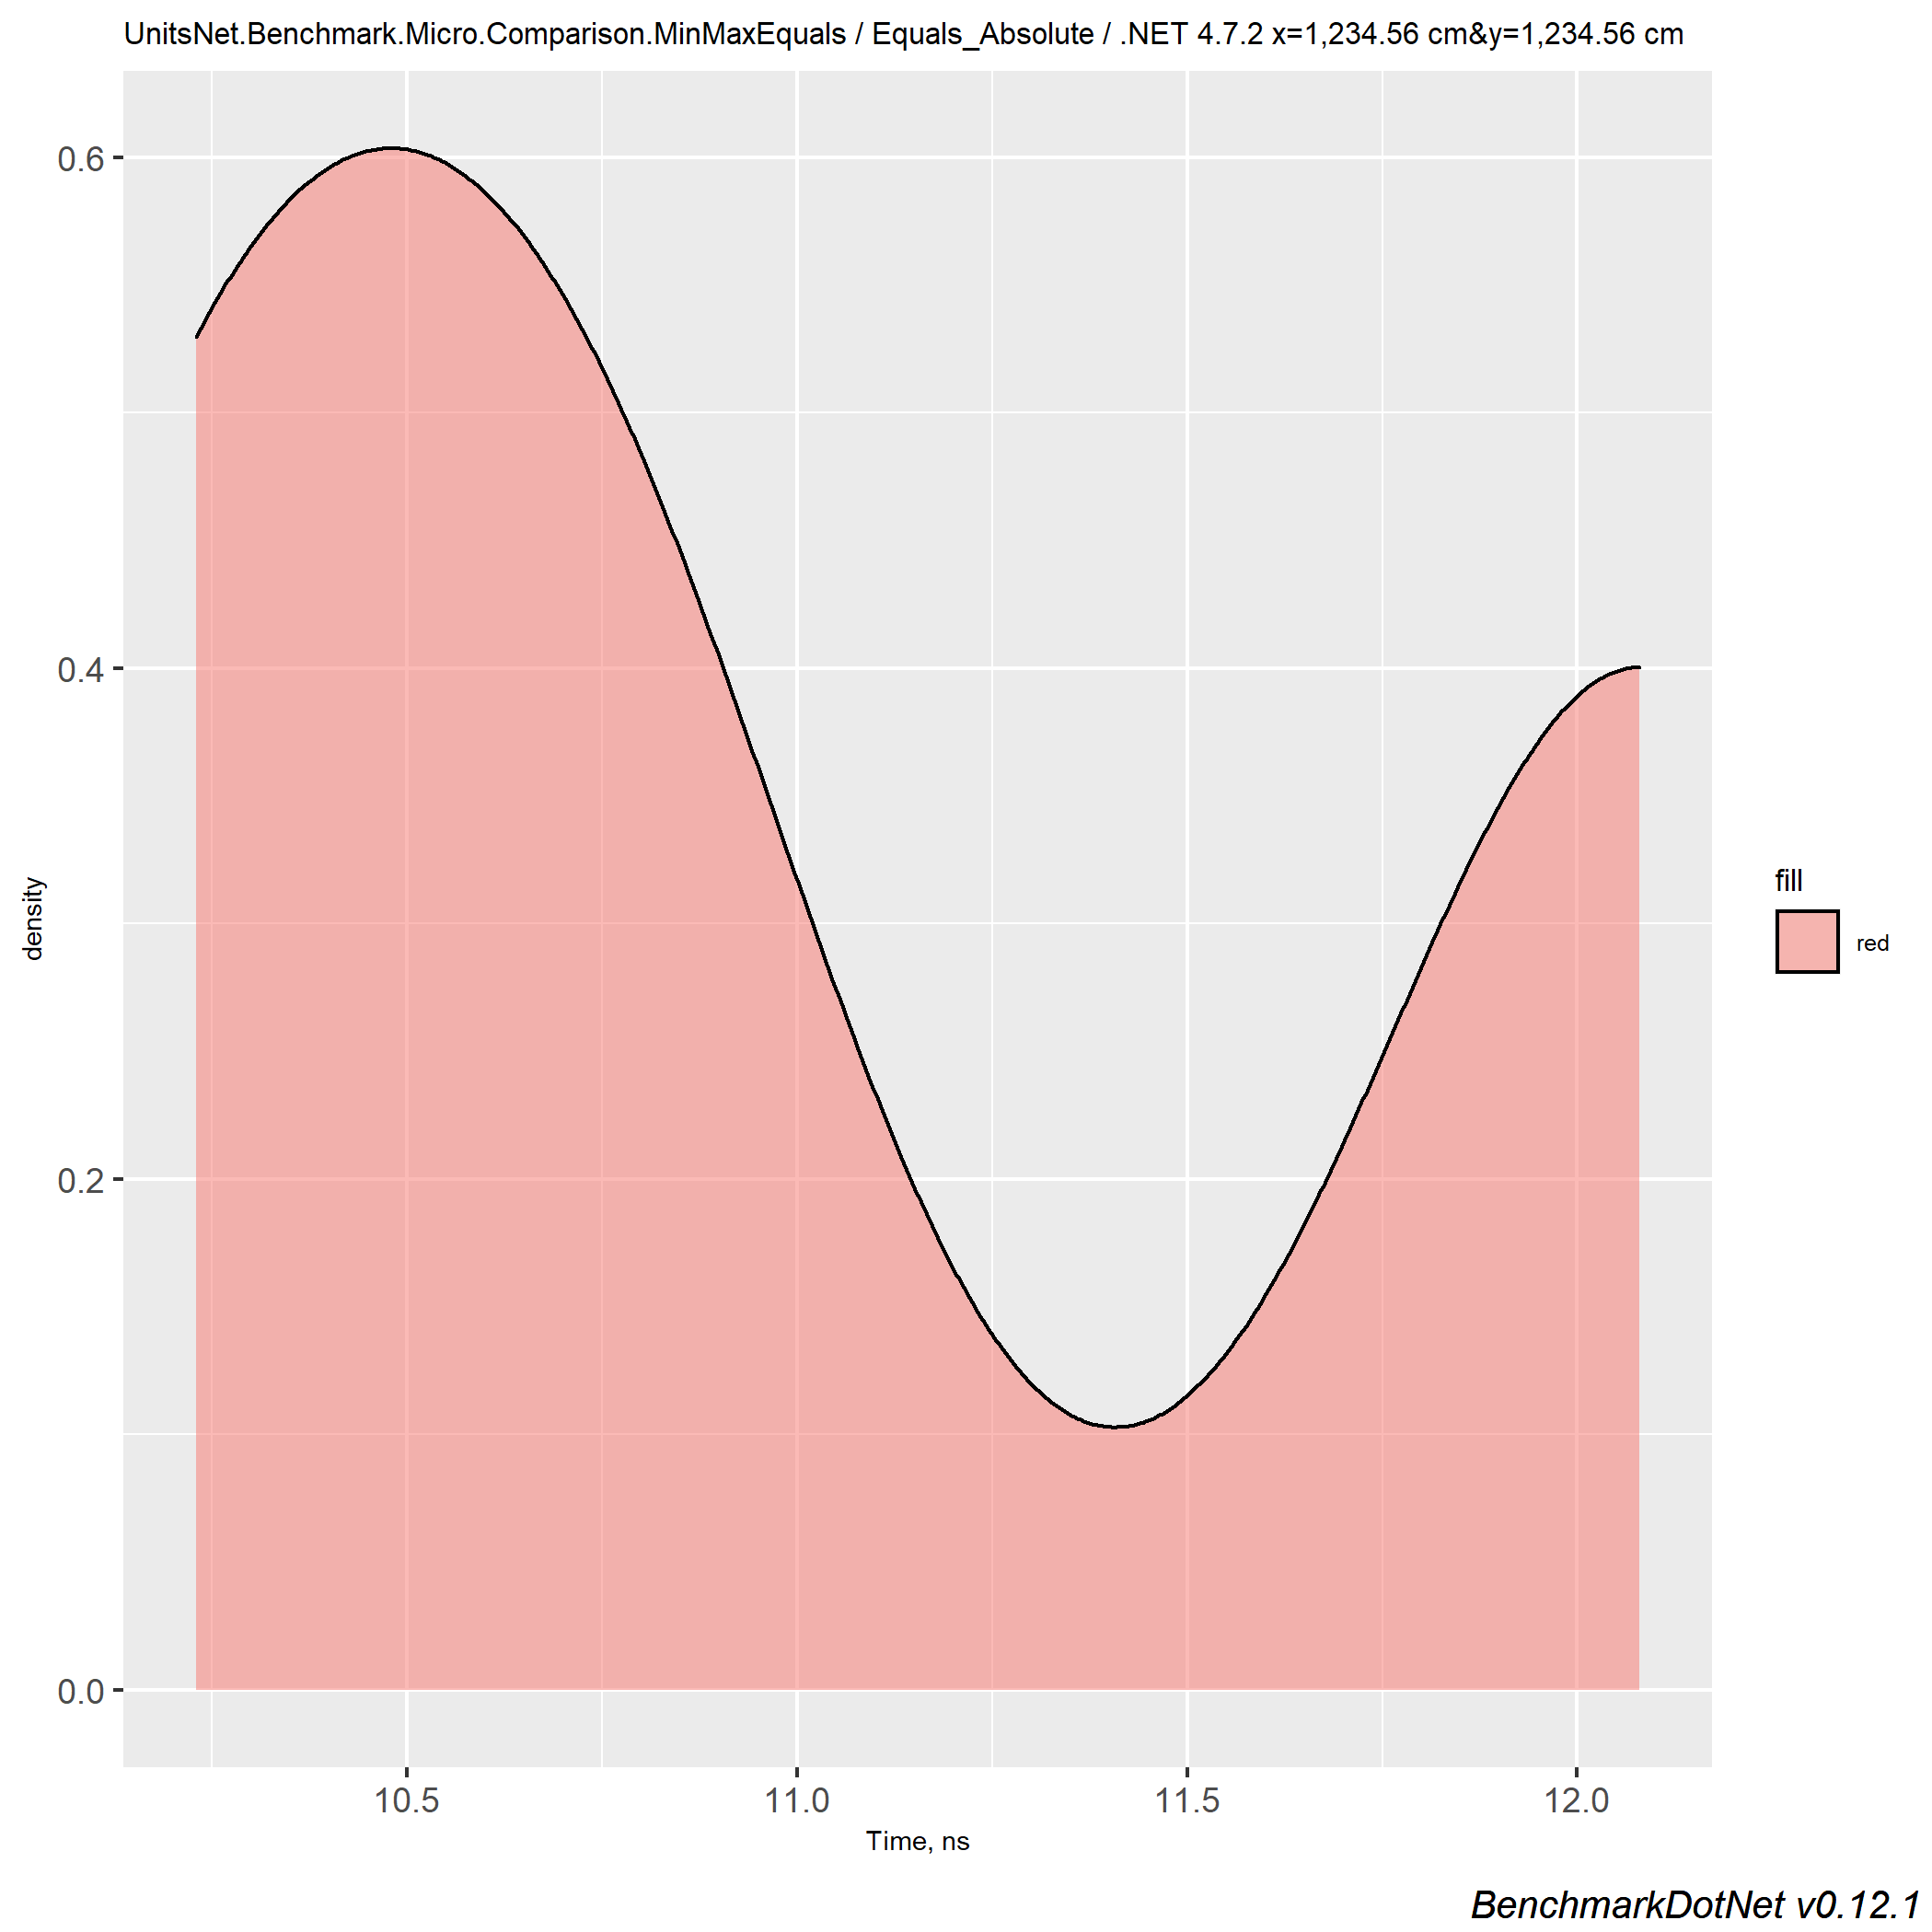 UnitsNet.Benchmark.Micro.Comparison.MinMaxEquals / Equals_Absolute / .NET 4.7.2 x=1,234.56 cm&y=1,234.56 cm
0.6
0.4
0.2
0.0
density
10.5 11.0 11.5 12.0
Time, ns
fill
red
BenchmarkDotNet v0.12.1